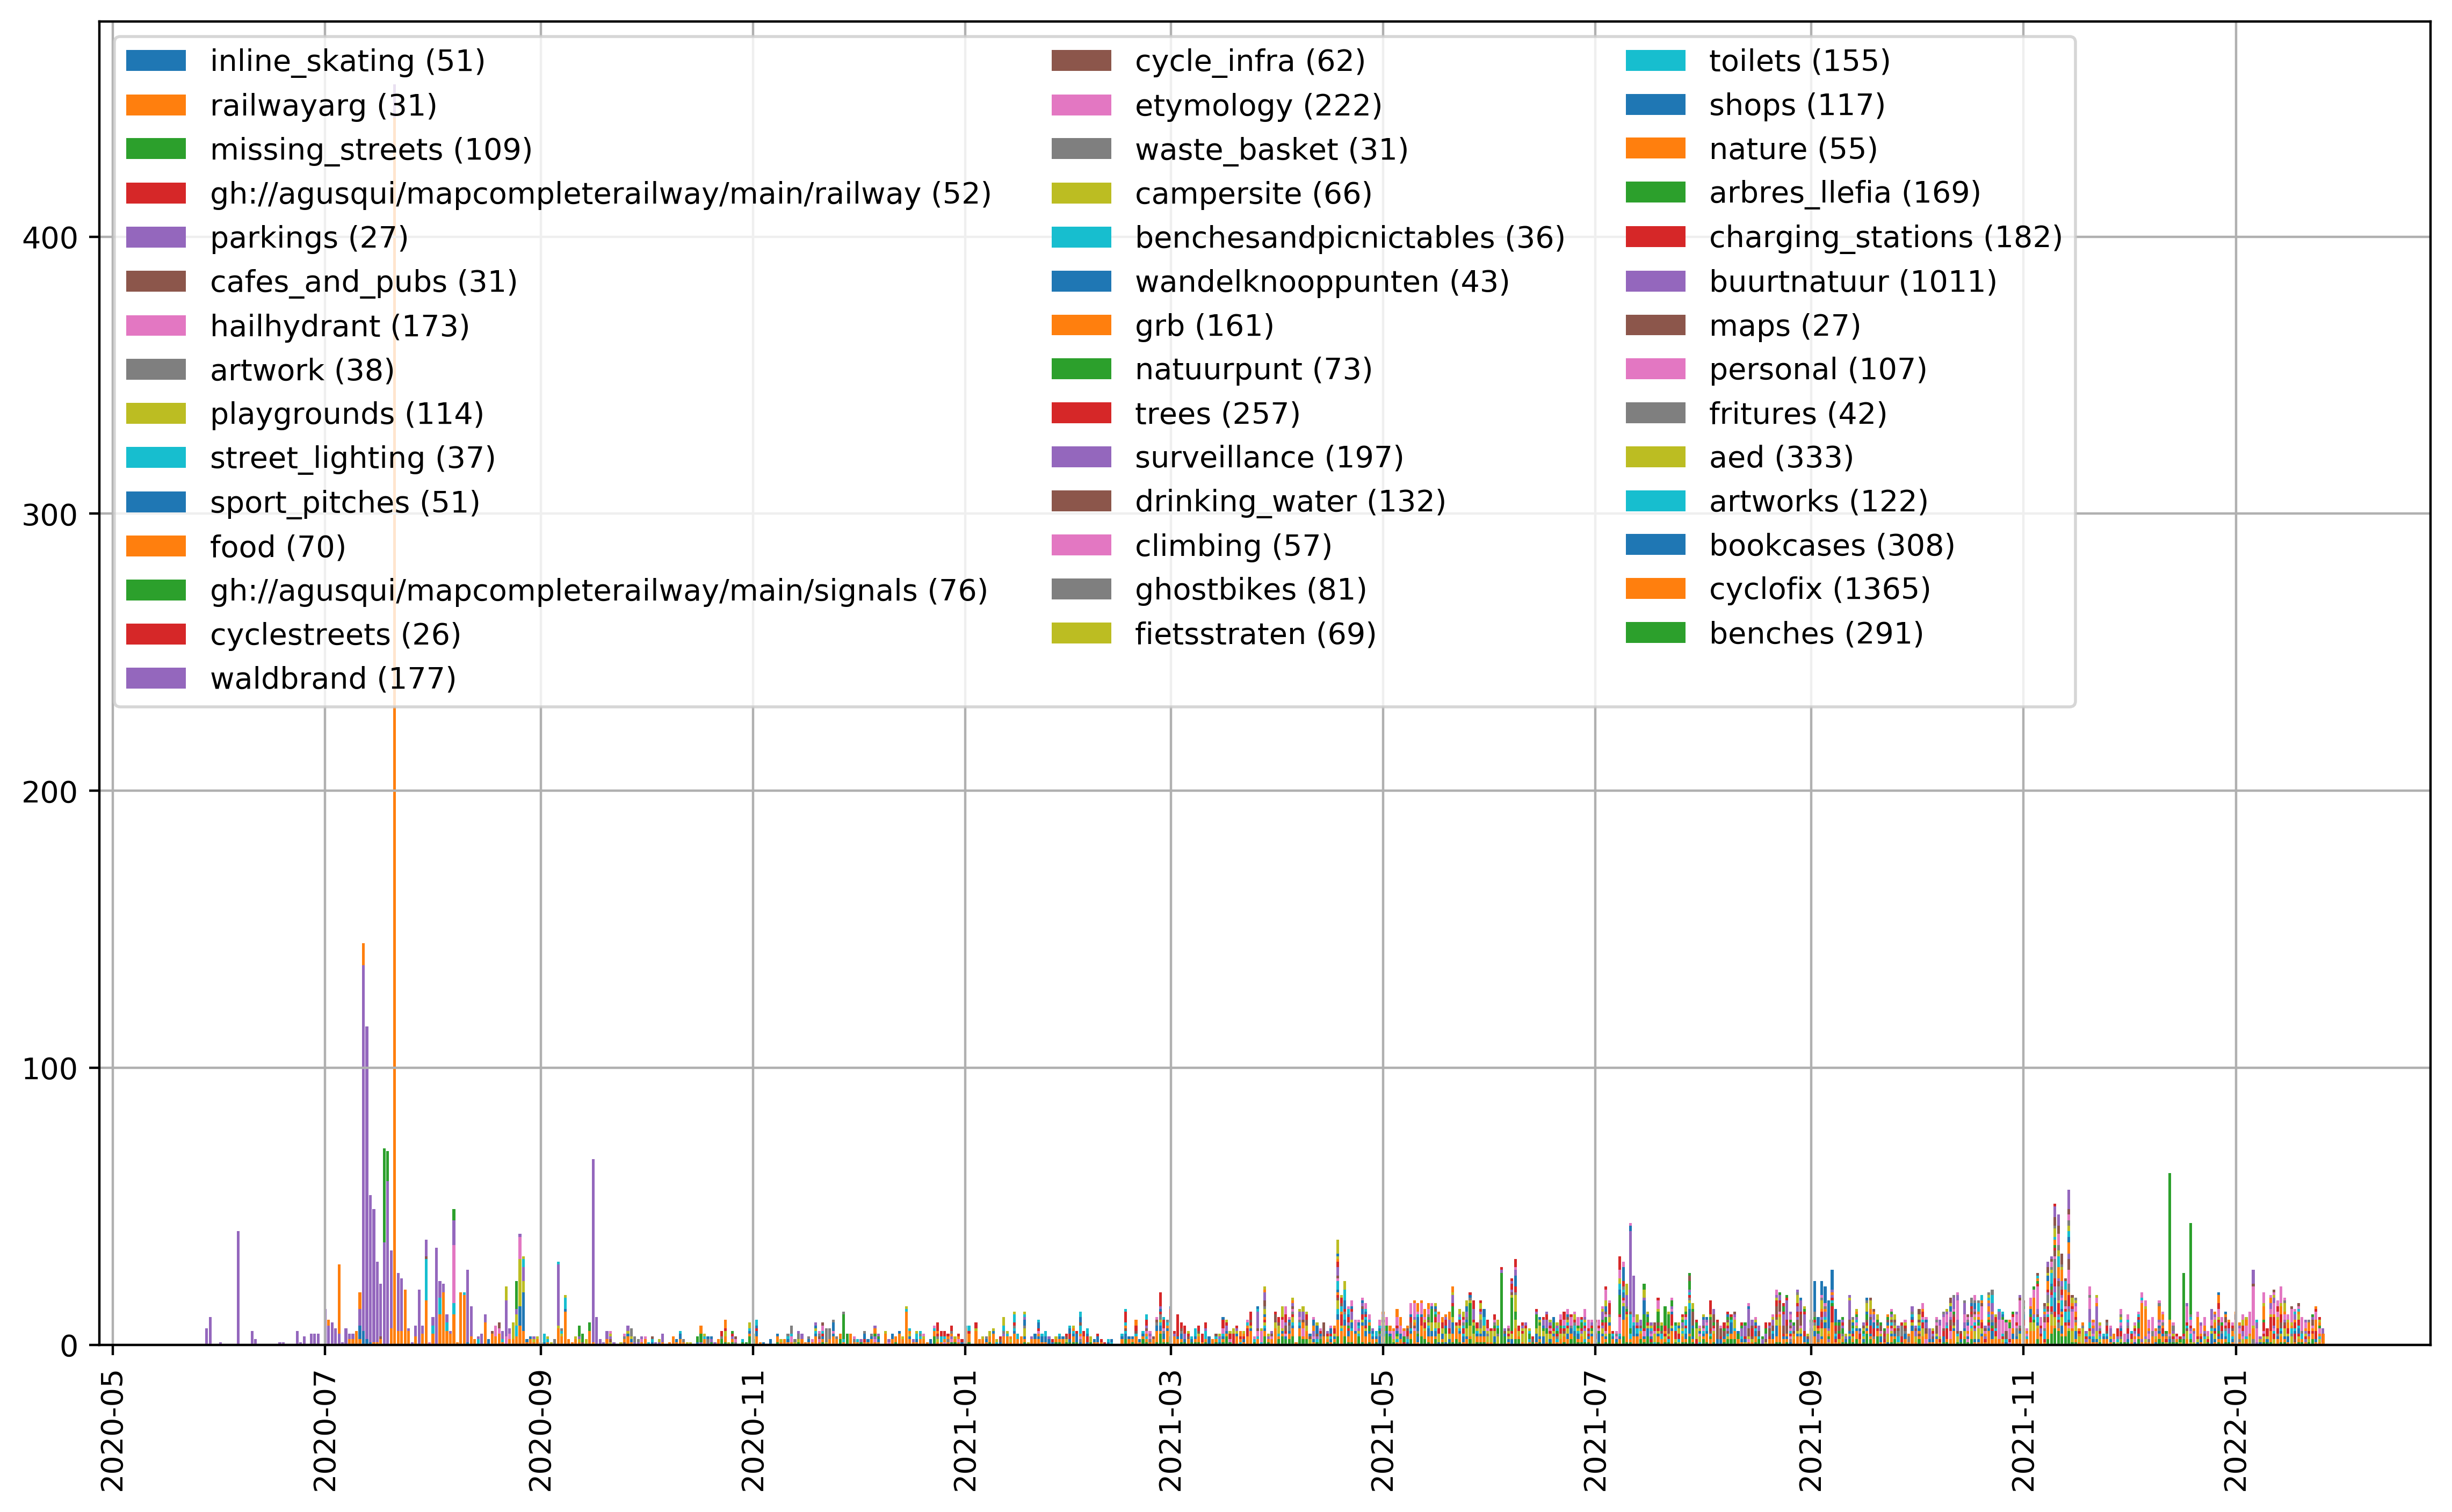 inline_skating (51)
railwayarg (31)
missing_streets (109)
gh://agusqui/mapcompleterailway/main/railway (52)
parkings (27)
cafes_and_pubs (31)
hailhydrant (173)
artwork (38)
playgrounds (114)
street_lighting (37)
sport_pitches (51)
food (70)
gh://agusqui/mapcompleterailway/main/signals (76)
cyclestreets (26)
waldbrand (177)
cycle_infra (62)
etymology (222)
waste_basket (31)
campersite (66)
benchesandpicnictables (36)
wandelknooppunten (43)
grb (161)
natuurpunt (73)
trees (257)
surveillance (197)
drinking_water (132)
climbing (57)
ghostbikes (81)
fietsstraten (69)
toilets (155)
shops (117)
nature (55)
arbres_llefia (169)
charging_stations (182)
buurtnatuur (1011)
maps (27)
personal (107)
fritures (42)
aed (333)
artworks (122)
bookcases (308)
cyclofix (1365)
benches (291)
400
300
200
100
0
2020-05
2020-07
2020-09
2020-11
2021-01
2021-03
2021-05
2021-07
2021-09
2021-11
2022-01